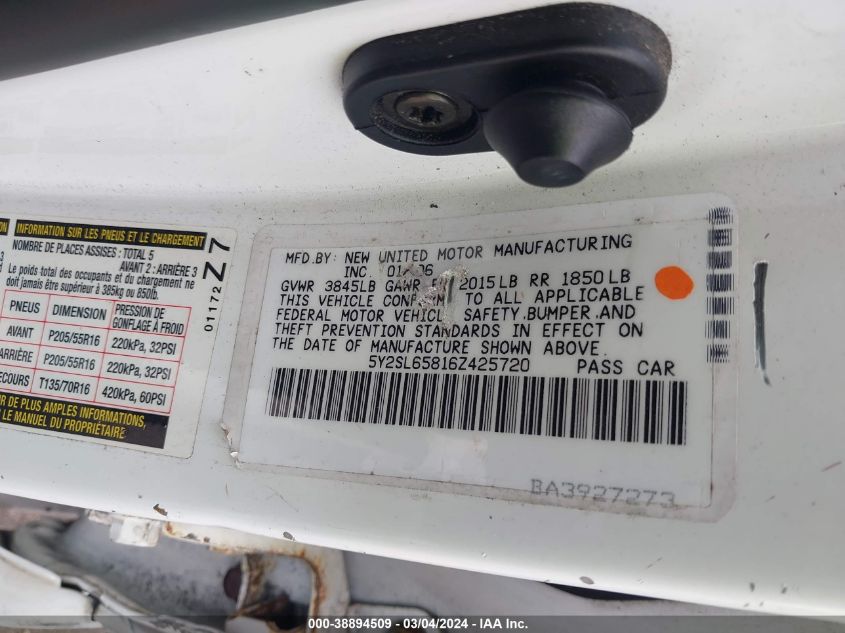 ON
INFORMATION SUR LES PNEUS ET LE CHARGEMENT
NOMBRE DE PLACES ASSISES : TOTAL 5
AVANT 2 : ARRIÈRE 3
Le poids total des occupants et du chargement ne
doit jamais être supérieur à 385kg ou 850lb.
PNEUS DIMENSION PRESSION DE GONFLAGE À FROID
AVANT P205/55R16 220kPa, 32PSI
ARRIÈRE P205/55R16 220kPa, 32PSI
ECOURS T135/70R16 420kPa, 60PSI
R DE PLUS AMPLES INFORMATIONS,
LE MANUEL DU PROPRIÉTAIRE
01172 Z 7
MFD.BY: NEW UNITED MOTOR MANUFACTURING
INC.
GVWR 3845LB GAWR 2015LB RR 1850LB
THIS VEHICLE TO ALL APPLICABLE
FEDERAL MOTOR VEHICL SAFETY,BUMPER,AND
THEFT PREVENTION STANDARDS IN EFFECT ON
THE DATE OF MANUFACTURE SHOWN ABOVE.
5Y2SL65816Z425720 PASS CAR
BA3927273
000-38894509 - 03/04/2024 - IAA Inc.